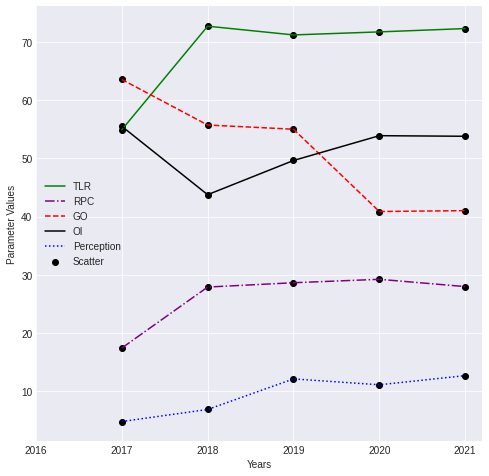 70
60
50
40
30
20
10
Parameter Values
TLR
RPC
GO
OI
Perception
Scatter
2016 2017 2018 2019 2020 2021
Years